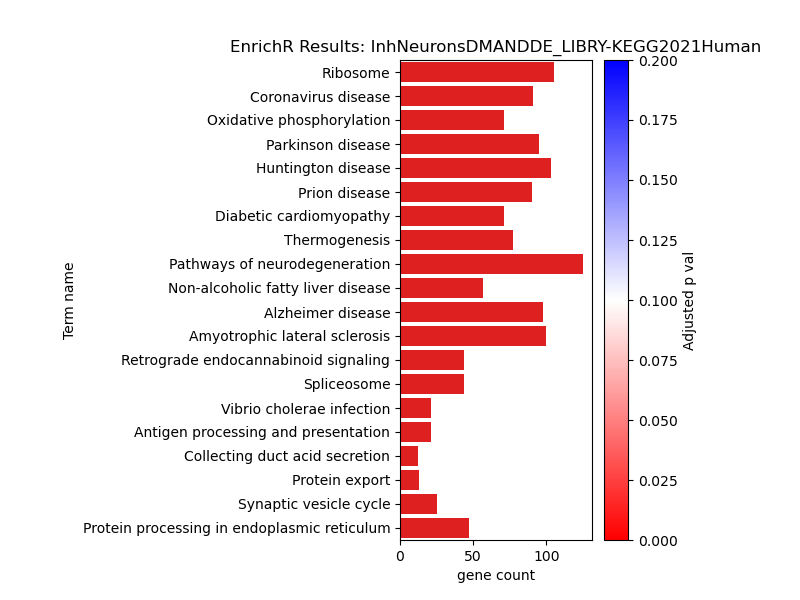 EnrichR Results: InhNeuronsDMANDDE_LIBRY-KEGG2021Human
Term name
Ribosome
Coronavirus disease
Oxidative phosphorylation
Parkinson disease
Huntington disease
Prion disease
Diabetic cardiomyopathy
Thermogenesis
Pathways of neurodegeneration
Non-alcoholic fatty liver disease
Alzheimer disease
Amyotrophic lateral sclerosis
Retrograde endocannabinoid signaling
Spliceosome
Vibrio cholerae infection
Antigen processing and presentation
Collecting duct acid secretion
Protein export
Synaptic vesicle cycle
Protein processing in endoplasmic reticulum
0 50 100
gene count
0.200
0.175
0.150
0.125
0.100
0.075
0.050
0.025
0.000
Adjusted p val